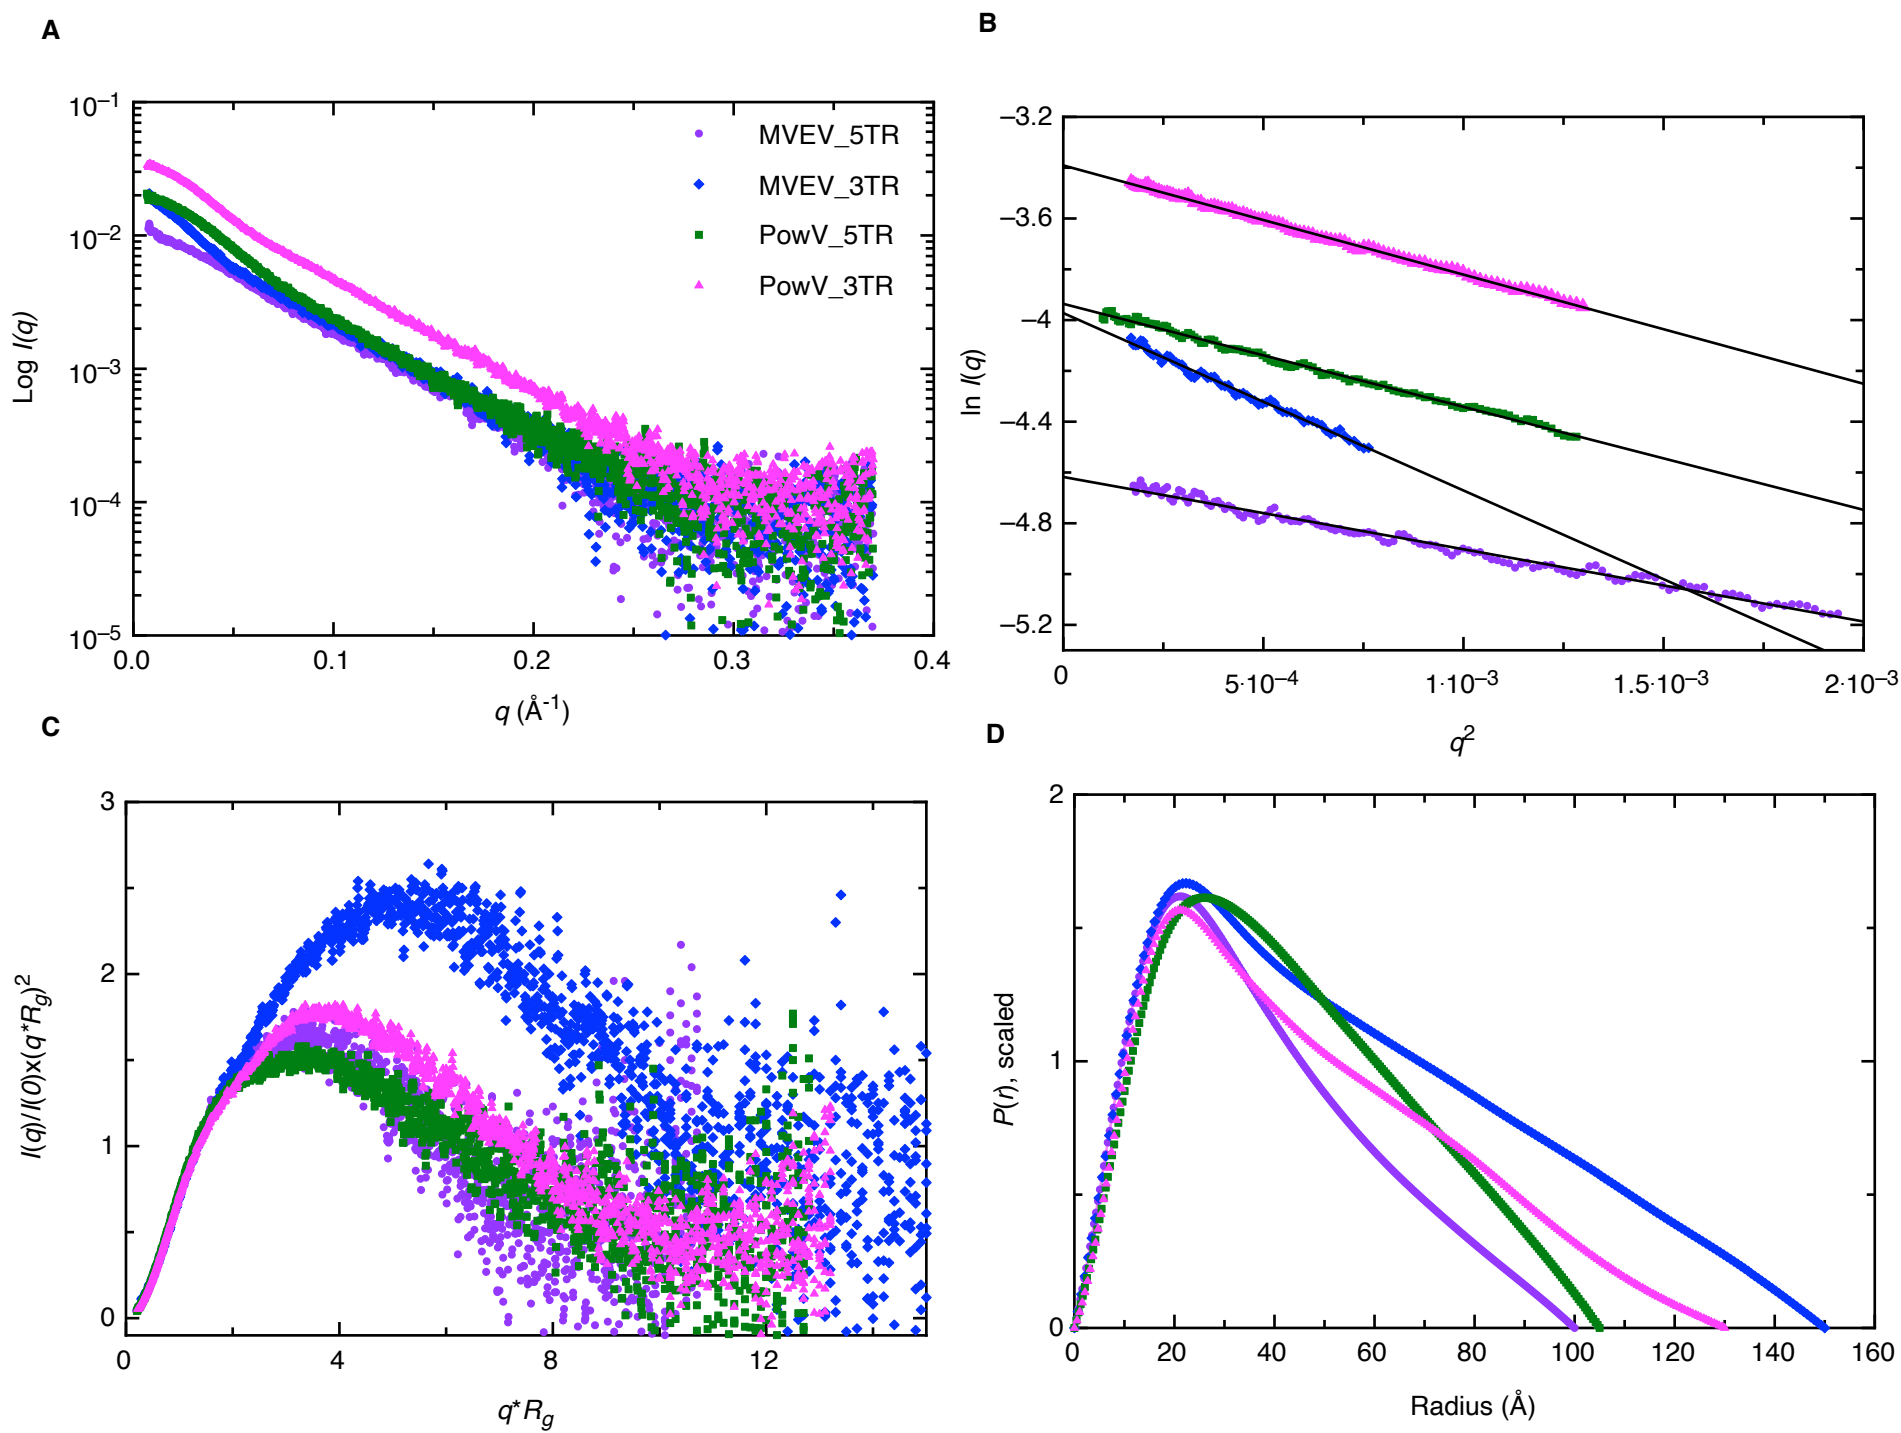 A
10⁻¹
10⁻²
10⁻³
10⁻⁴
10⁻⁵
Log I(q)
MVEV_5TR
MVEV_3TR
PowV_5TR
PowV_3TR
0.0 0.1 0.2 0.3 0.4
q (Å⁻¹)
B
−3.2
−3.6
−4
−4.4
−4.8
−5.2
ln I(q)
0 5·10⁻⁴ 1·10⁻³ 1.5·10⁻³ 2·10⁻³
q²
C
3
2
1
0
I(q)/I(0)x(q*Rg)²
0 4 8 12
q*Rg
D
2
1
0
P(r), scaled
0 20 40 60 80 100 120 140 160
Radius (Å)